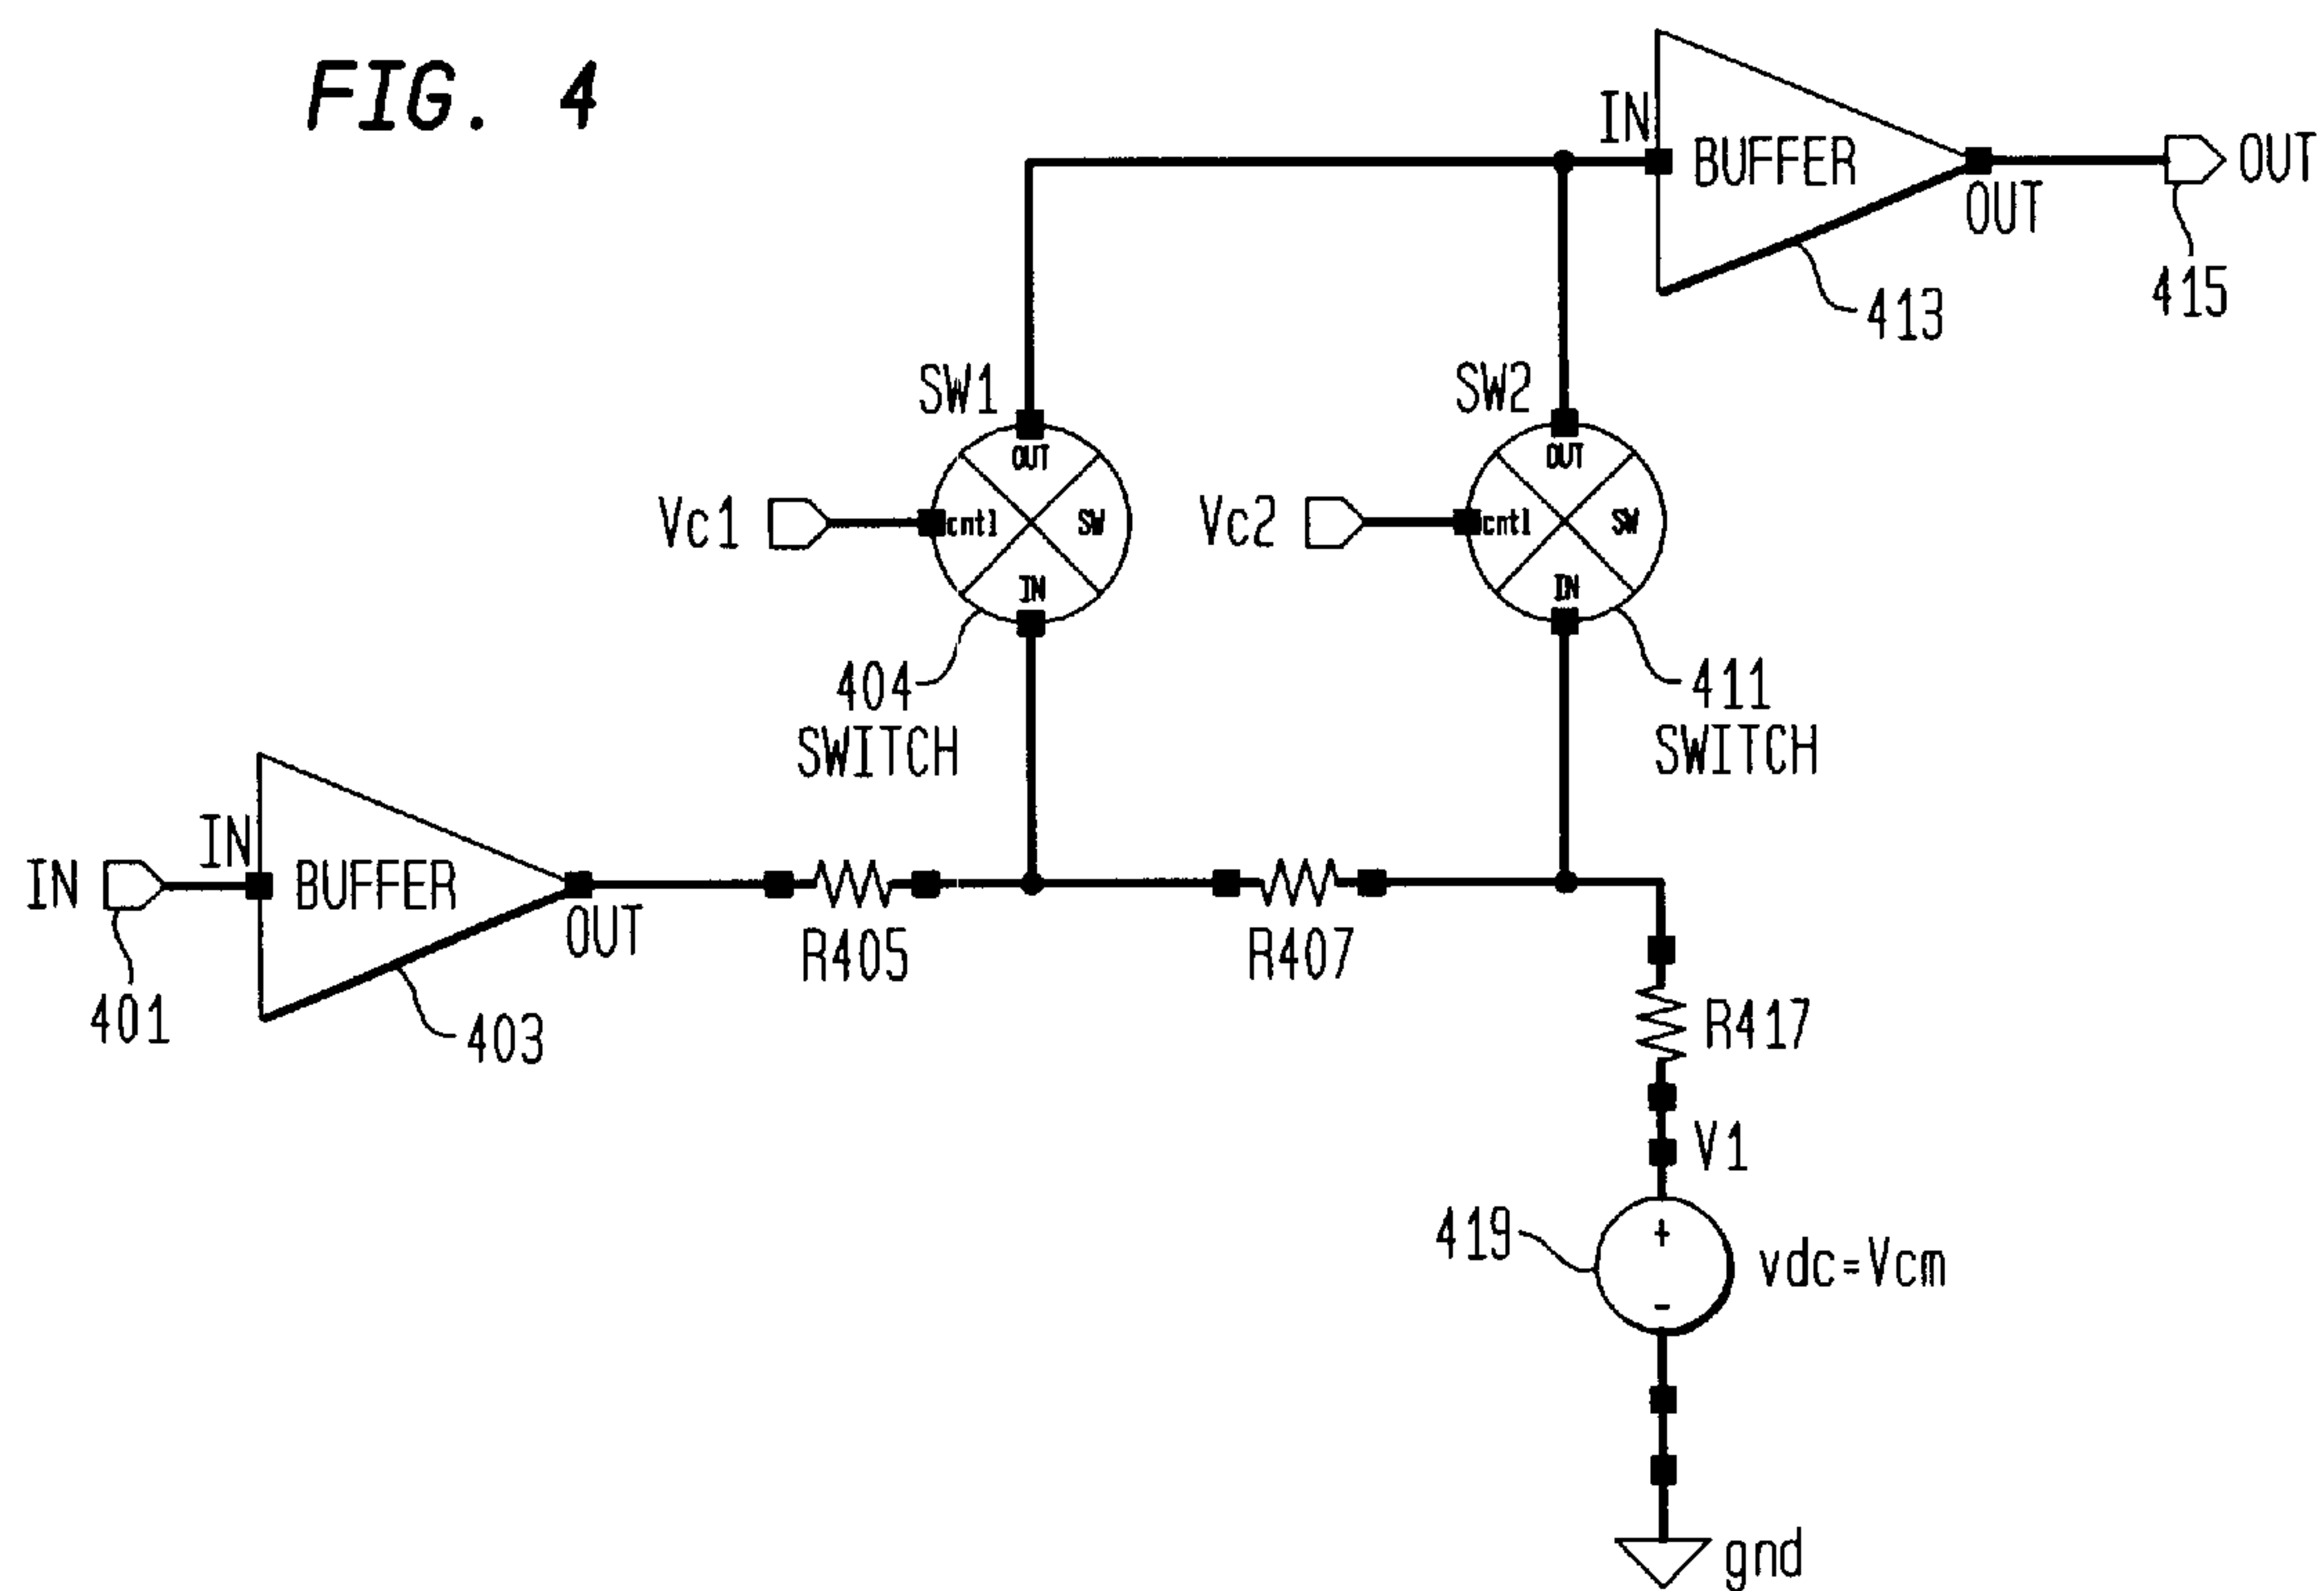 FIG. 4
IN
BUFFER
OUT
OUT
413
415
SW1
SW2
OUT
OUT
Vc1
cntl
SW
Vc2
cntl
SW
IN
IN
404
SWITCH
411
SWITCH
IN
IN
BUFFER
OUT
R405
R407
401
403
R417
V1
419
+
-
vdc=Vcm
gnd